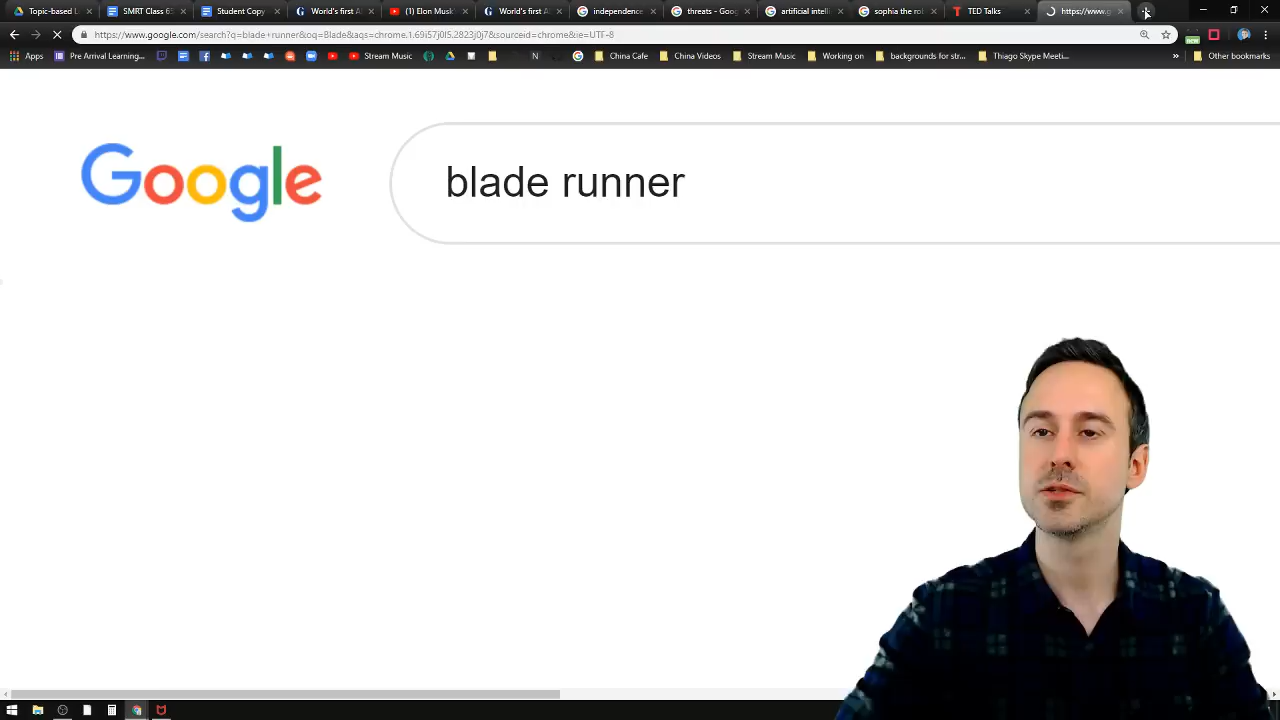 Topic-based L
SMRT Class 6
Student Copy
World's first A
(1) Elon Musk
World's first A
independence
threats - Goog
artificial intelli
sophia the ro
TED Talks
https://www.g
https://www.google.com/search?q=blade+runner&oq=Blade&aqs=chrome.1.69i57j0l5.2823j0j7&sourceid=chrome&ie=UTF-8
Apps
Pre Arrival Learning...
Stream Music
N
China Cafe
China Videos
Stream Music
Working on
backgrounds for str...
Thiago Skype Meeti...
»
Other bookmarks
Google
blade runner